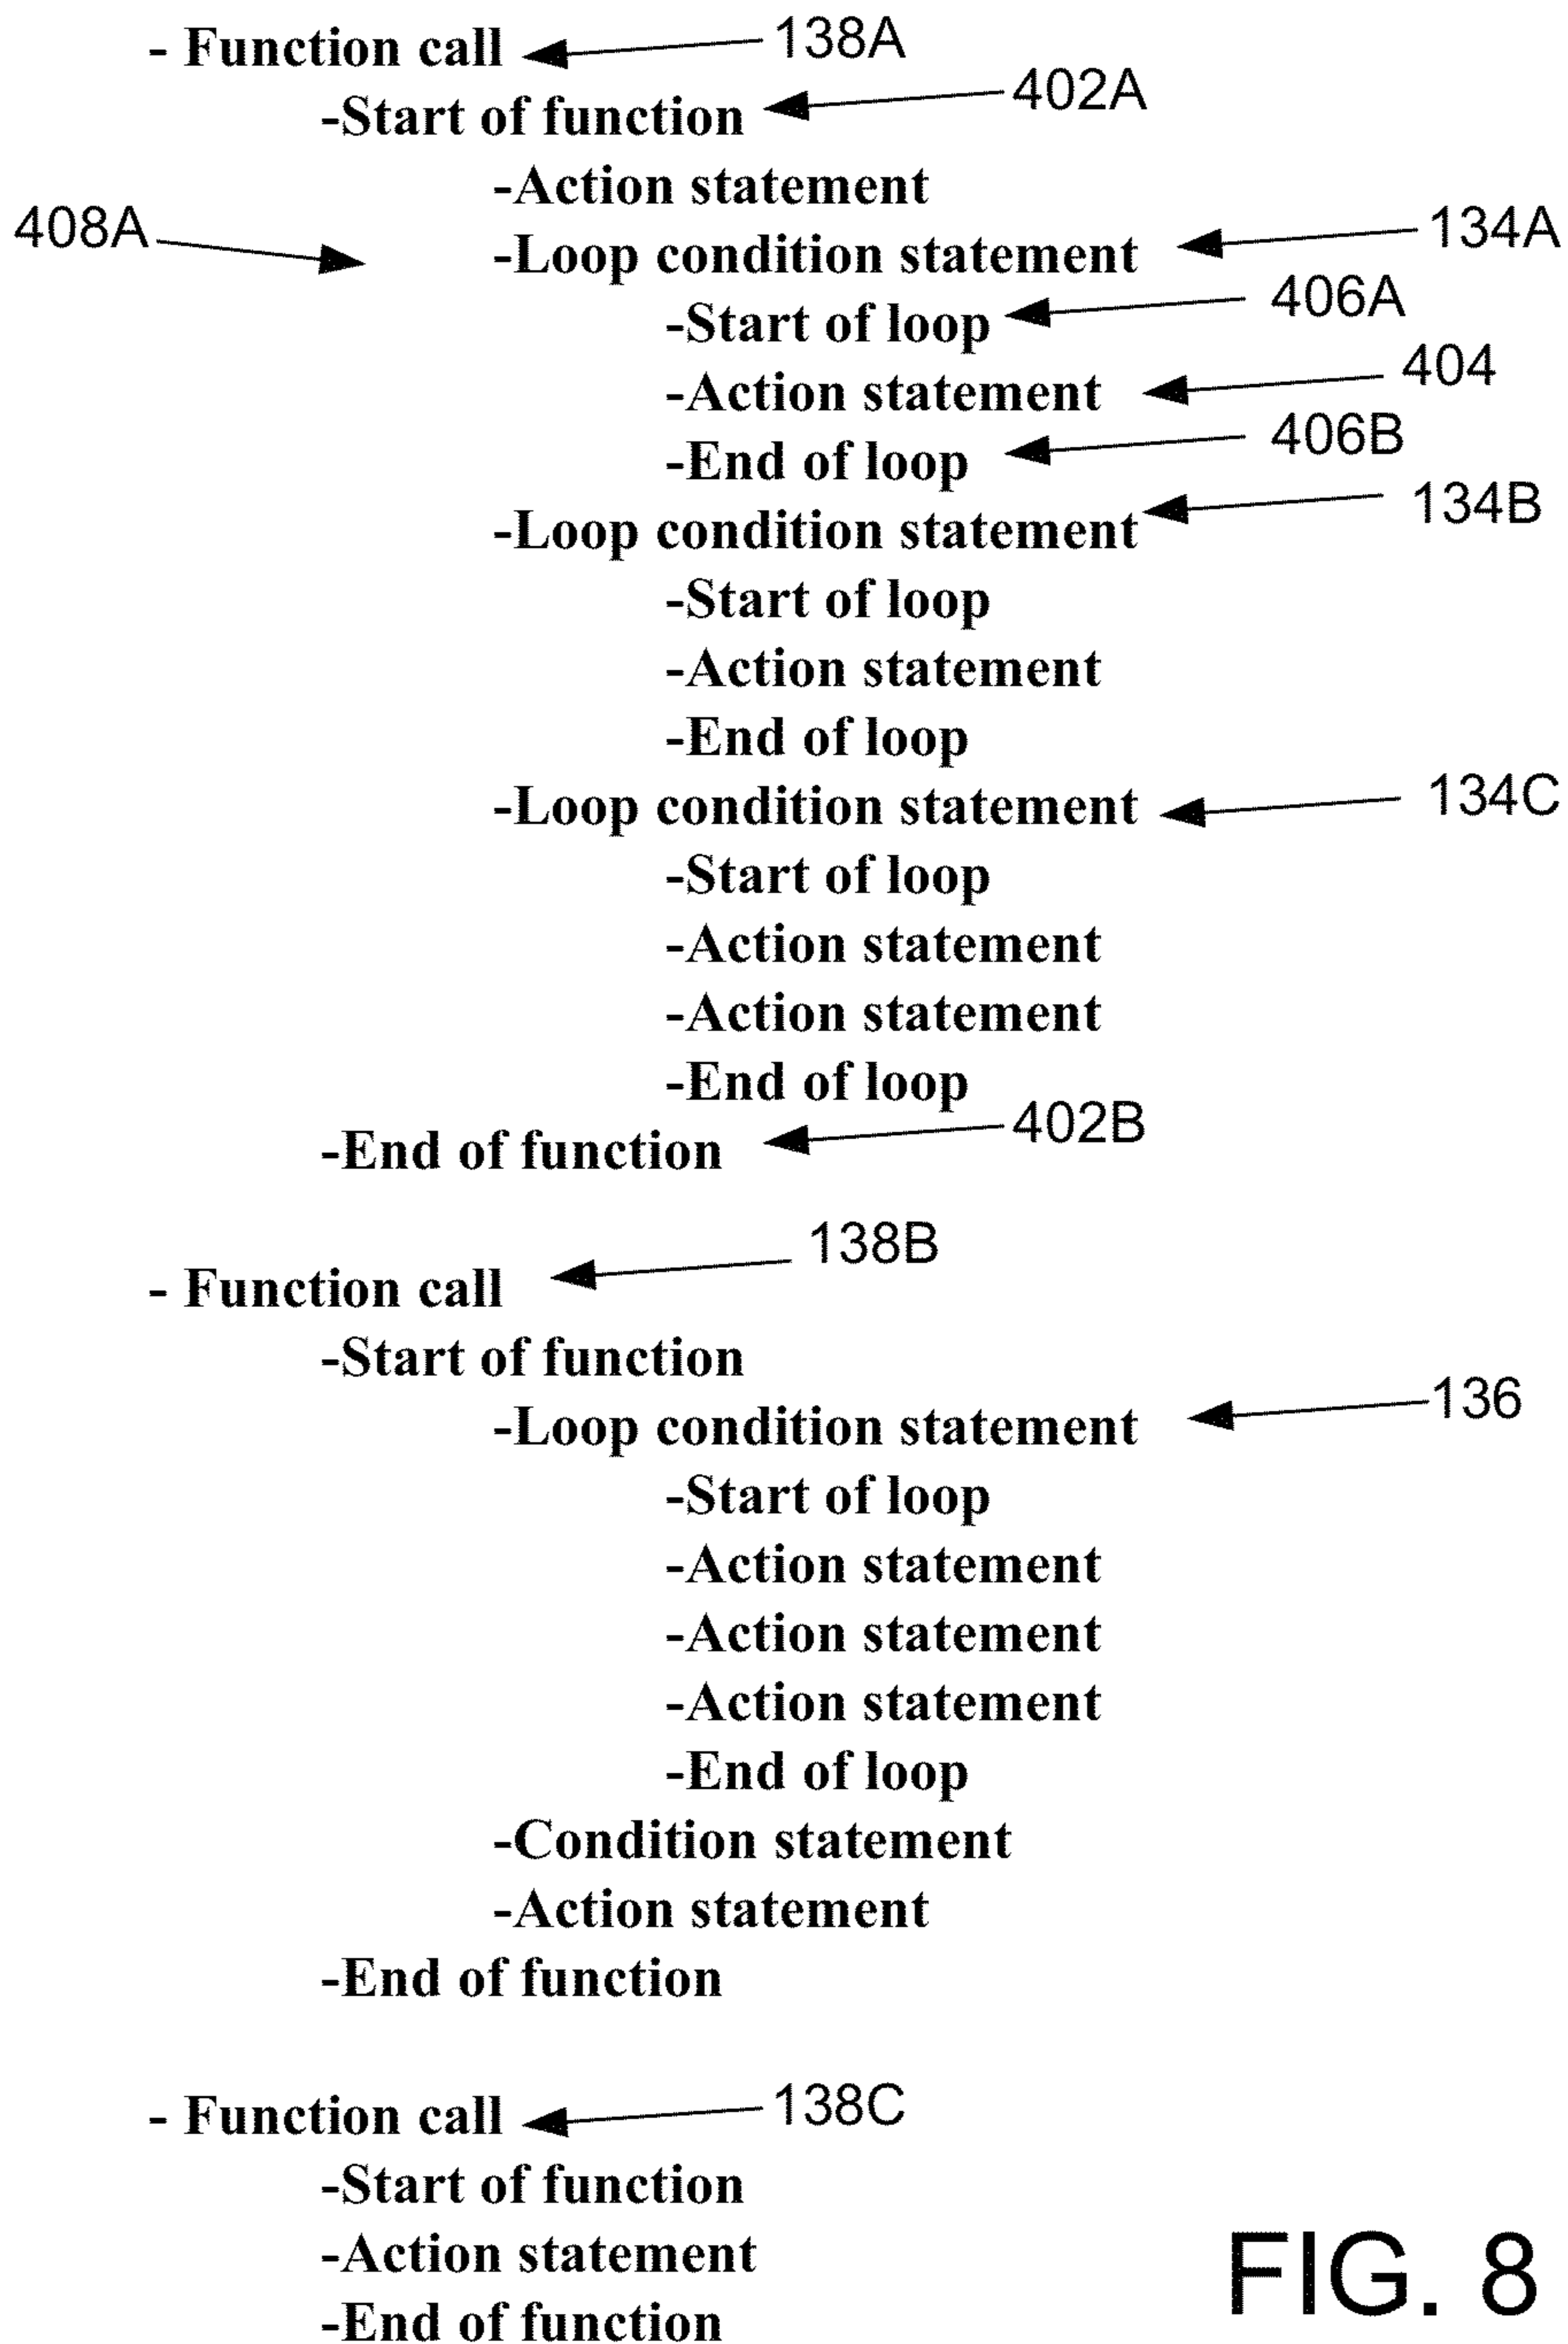 - Function call 138A
-Start of function 402A
-Action statement
408A -Loop condition statement 134A
-Start of loop 406A
-Action statement 404
-End of loop 406B
-Loop condition statement 134B
-Start of loop
-Action statement
-End of loop
-Loop condition statement 134C
-Start of loop
-Action statement
-Action statement
-End of loop
-End of function 402B
- Function call 138B
-Start of function
-Loop condition statement 136
-Start of loop
-Action statement
-Action statement
-Action statement
-End of loop
-Condition statement
-Action statement
-End of function
- Function call 138C
-Start of function
-Action statement
-End of function
FIG. 8